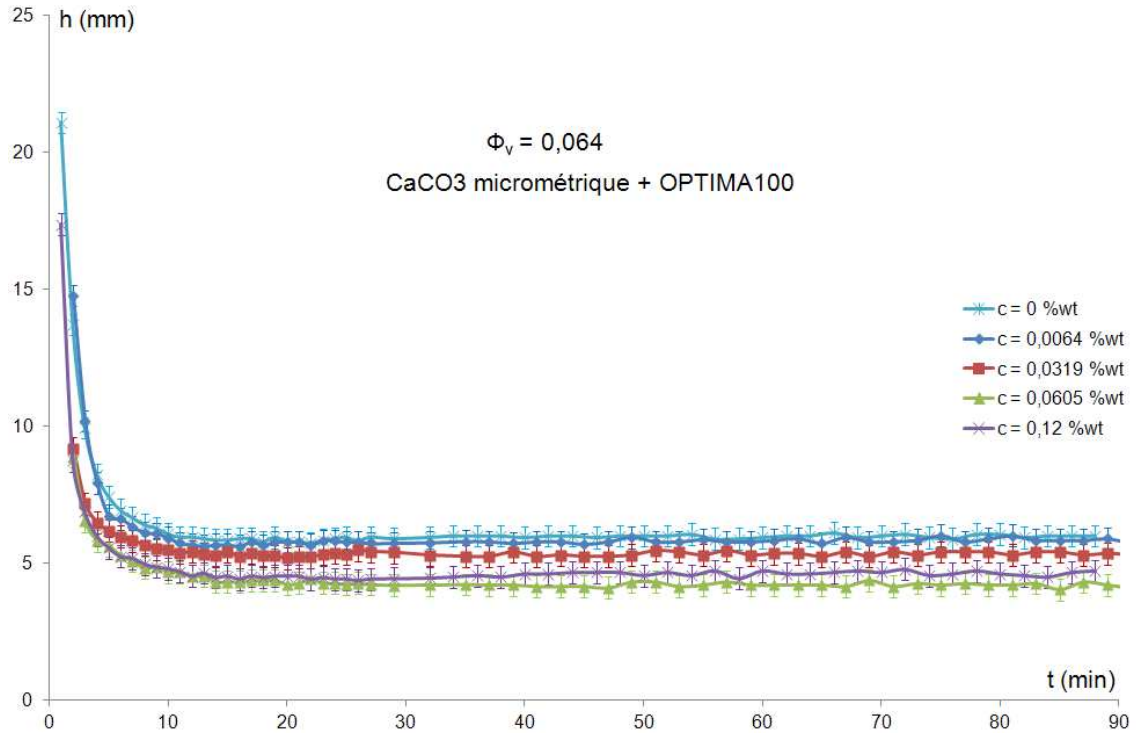 h (mm)
25
20
15
10
5
0
Φv = 0,064
CaCO3 micrométrique + OPTIMA100
c = 0 %wt
c = 0,0064 %wt
c = 0,0319 %wt
c = 0,0605 %wt
c = 0,12 %wt
t (min)
0 10 20 30 40 50 60 70 80 90